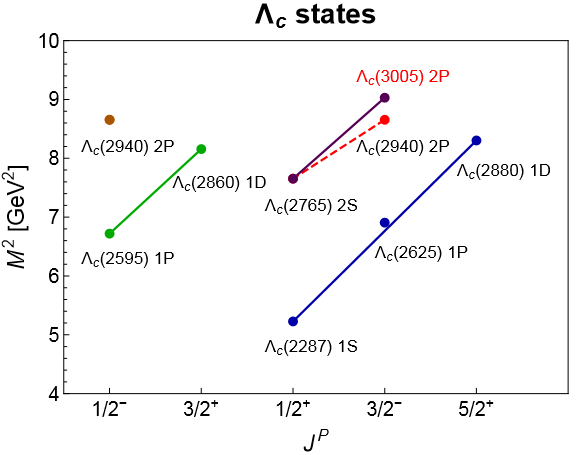 Λc states
M² [GeV²]
10
9
8
7
6
5
4
Λc(3005) 2P
Λc(2940) 2P
Λc(2940) 2P
Λc(2880) 1D
Λc(2860) 1D
Λc(2765) 2S
Λc(2595) 1P
Λc(2625) 1P
Λc(2287) 1S
1/2⁻ 3/2⁺ 1/2⁺ 3/2⁻ 5/2⁺
Jᴾ